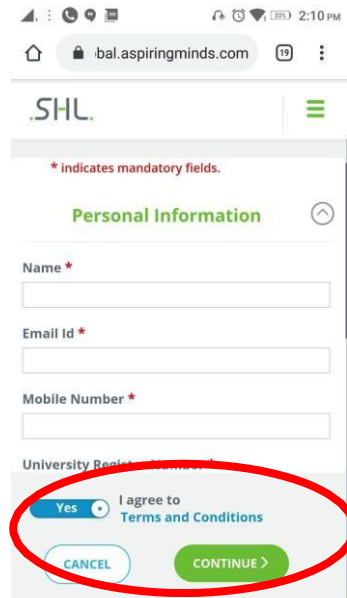 2:10 PM
bal.aspiringminds.com
19
.SHL.
* indicates mandatory fields.
Personal Information
Name *
Email Id *
Mobile Number *
University
Yes
I agree to
Terms and Conditions
CANCEL
CONTINUE >